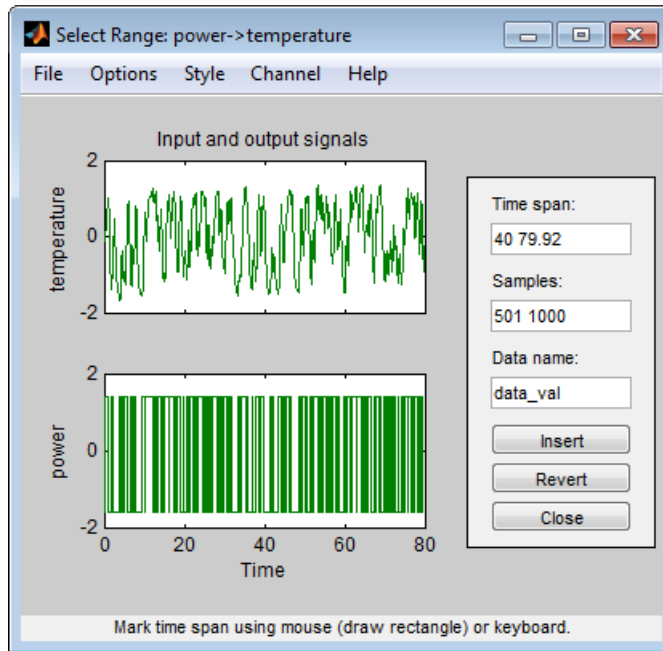 Select Range: power->temperature
File Options Style Channel Help
Input and output signals
2
0
-2
temperature
2
0
-2
power
0 20 40 60 80
Time
Time span:
40 79.92
Samples:
501 1000
Data name:
data_val
Insert
Revert
Close
Mark time span using mouse (draw rectangle) or keyboard.